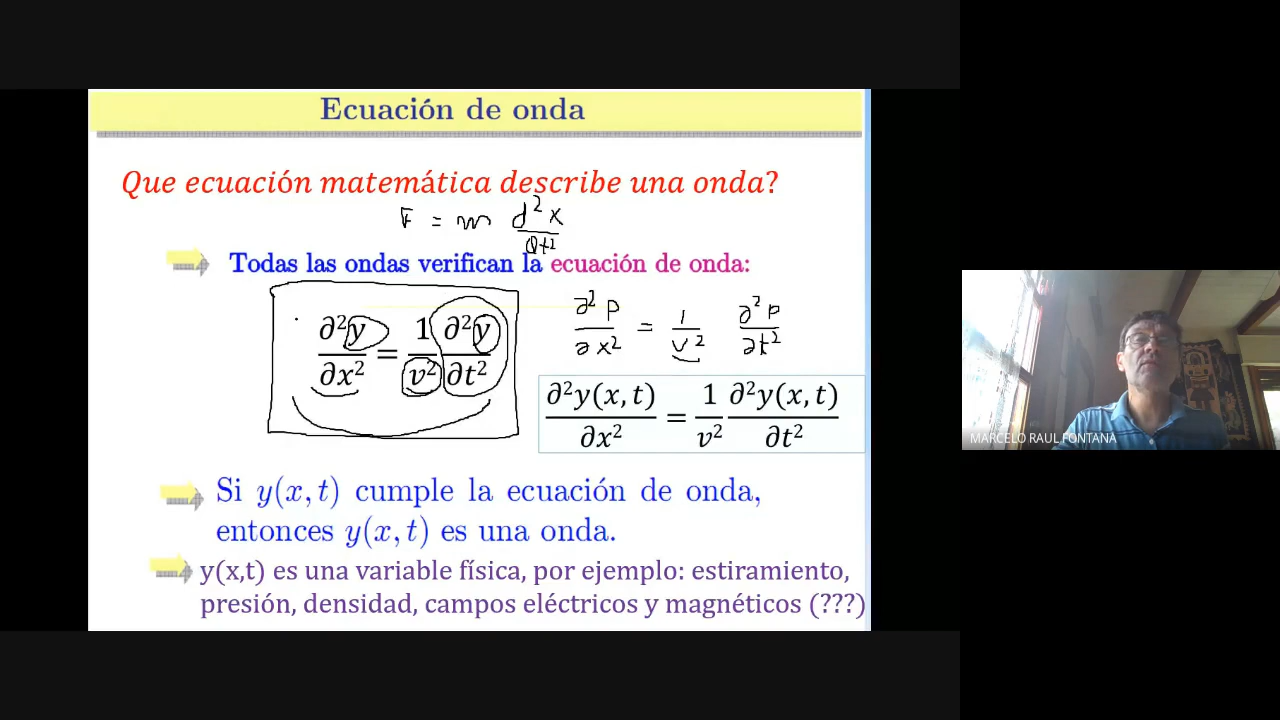 Ecuación de onda
Que ecuación matemática describe una onda?
F = m d²x/dt²
Todas las ondas verifican la ecuación de onda:
∂²y/∂x² = 1/v² ∂²y/∂t²
∂²P/∂x² = 1/v² ∂²P/∂t²
∂²y(x, t)/∂x² = 1/v² ∂²y(x, t)/∂t²
Si y(x, t) cumple la ecuación de onda,
entonces y(x, t) es una onda.
y(x,t) es una variable física, por ejemplo: estiramiento,
presión, densidad, campos eléctricos y magnéticos (???)
MARCELO RAUL FONTANA